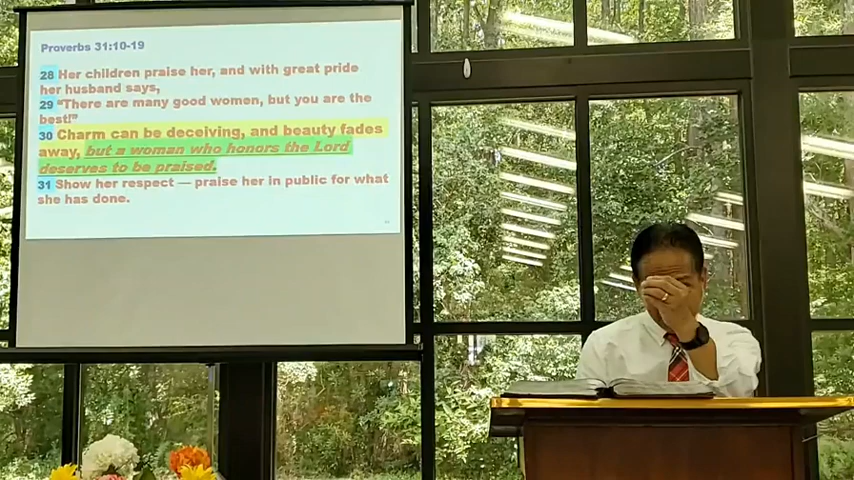 Proverbs 31:10-19
28 Her children praise her, and with great pride
her husband says,
29 "There are many good women, but you are the
best!"
30 Charm can be deceiving, and beauty fades
away, but a woman who honors the Lord
deserves to be praised.
31 Show her respect — praise her in public for what
she has done.